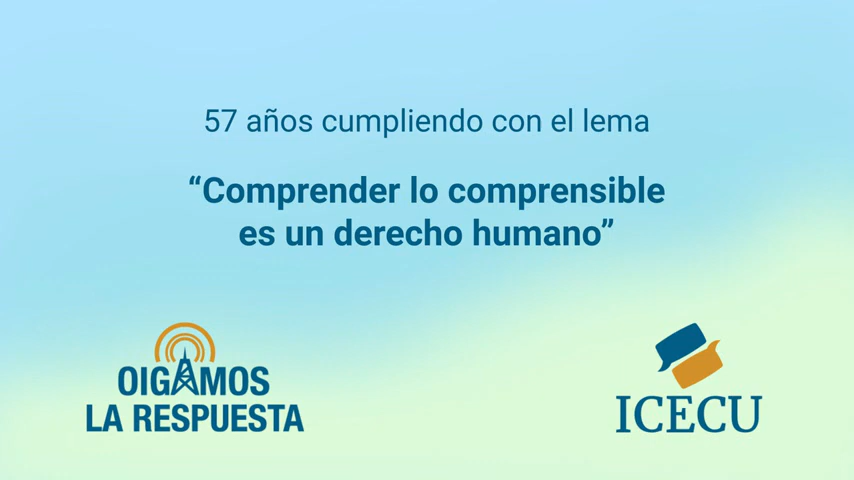 57 años cumpliendo con el lema
“Comprender lo comprensible
es un derecho humano”
OIGAMOS
LA RESPUESTA
ICECU